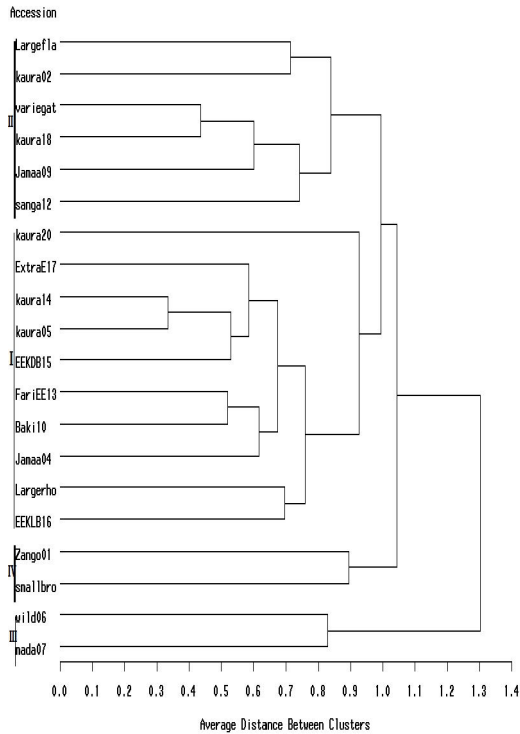 Accession
Largefla
kaura02
variegat
II
kaura18
Jamaa09
sanga12
kaura20
ExtraE17
kaura14
kaura05
I
EEKDB15
FariEE13
Baki10
Jamaa04
Largerho
EEKLB16
Zango01
IV
smallbro
wild06
III
mada07
0.0 0.1 0.2 0.3 0.4 0.5 0.6 0.7 0.8 0.9 1.0 1.1 1.2 1.3 1.4
Average Distance Between Clusters